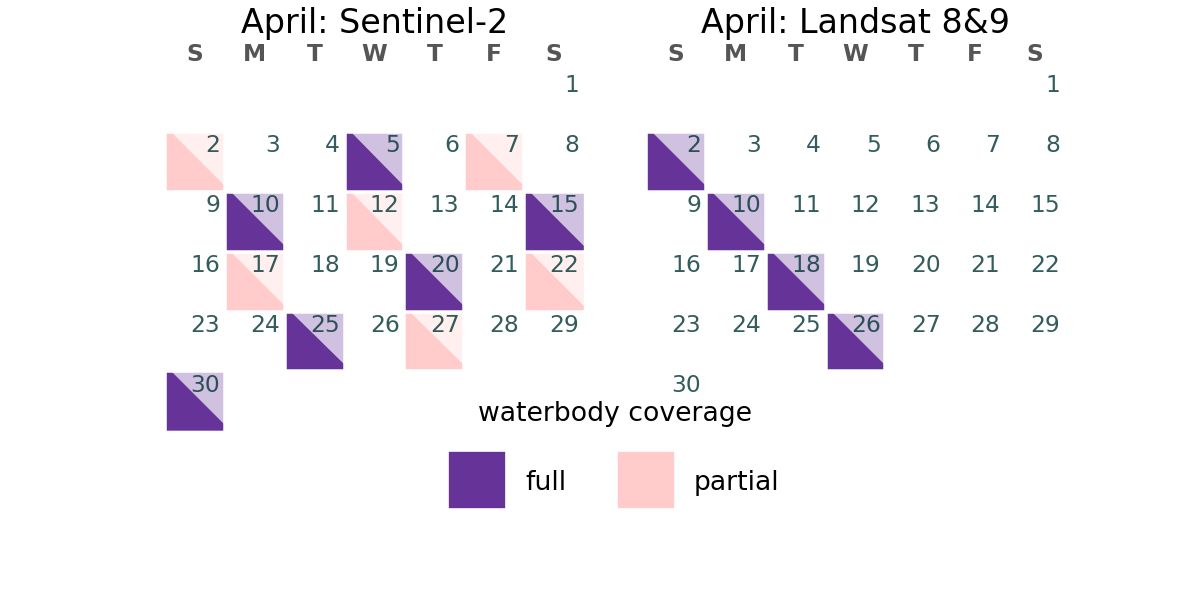 April: Sentinel-2
S M T W T F S
1
2 3 4 5 6 7 8
9 10 11 12 13 14 15
16 17 18 19 20 21 22
23 24 25 26 27 28 29
30
April: Landsat 8&9
S M T W T F S
1
2 3 4 5 6 7 8
9 10 11 12 13 14 15
16 17 18 19 20 21 22
23 24 25 26 27 28 29
30
waterbody coverage
full
partial